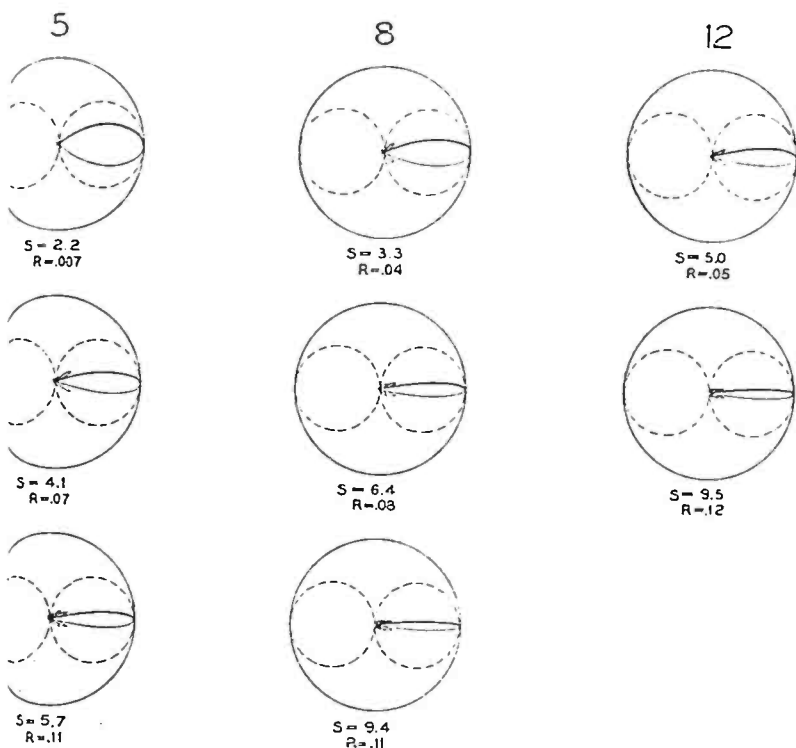 5
8
12
S = 2.2
R=.007
S = 3.3
R=.04
S = 5.0
R=.05
S = 4.1
R=.07
S = 6.4
R=.08
S = 9.5
R=.12
S = 5.7
R=.11
S = 9.4
R=.11